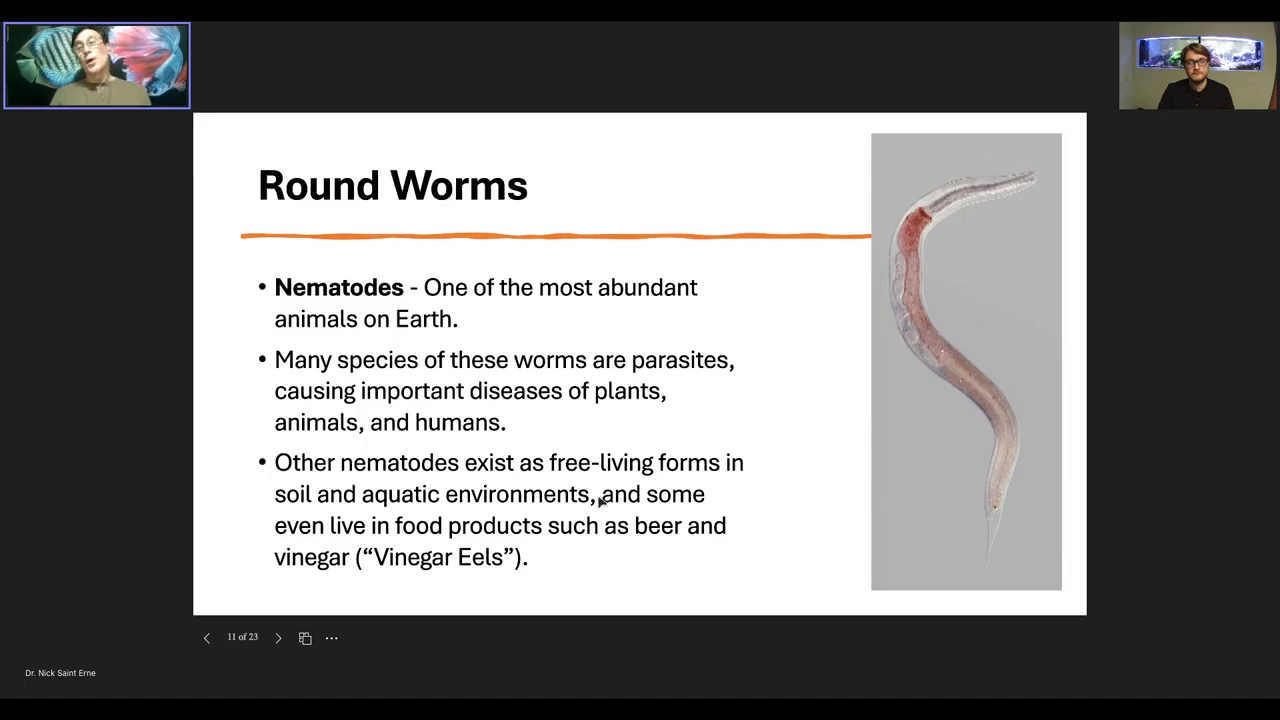 Round Worms
• Nematodes - One of the most abundant
animals on Earth.
• Many species of these worms are parasites,
causing important diseases of plants,
animals, and humans.
• Other nematodes exist as free-living forms in
soil and aquatic environments, and some
even live in food products such as beer and
vinegar (“Vinegar Eels”).
11 of 23
Dr. Nick Saint Erne